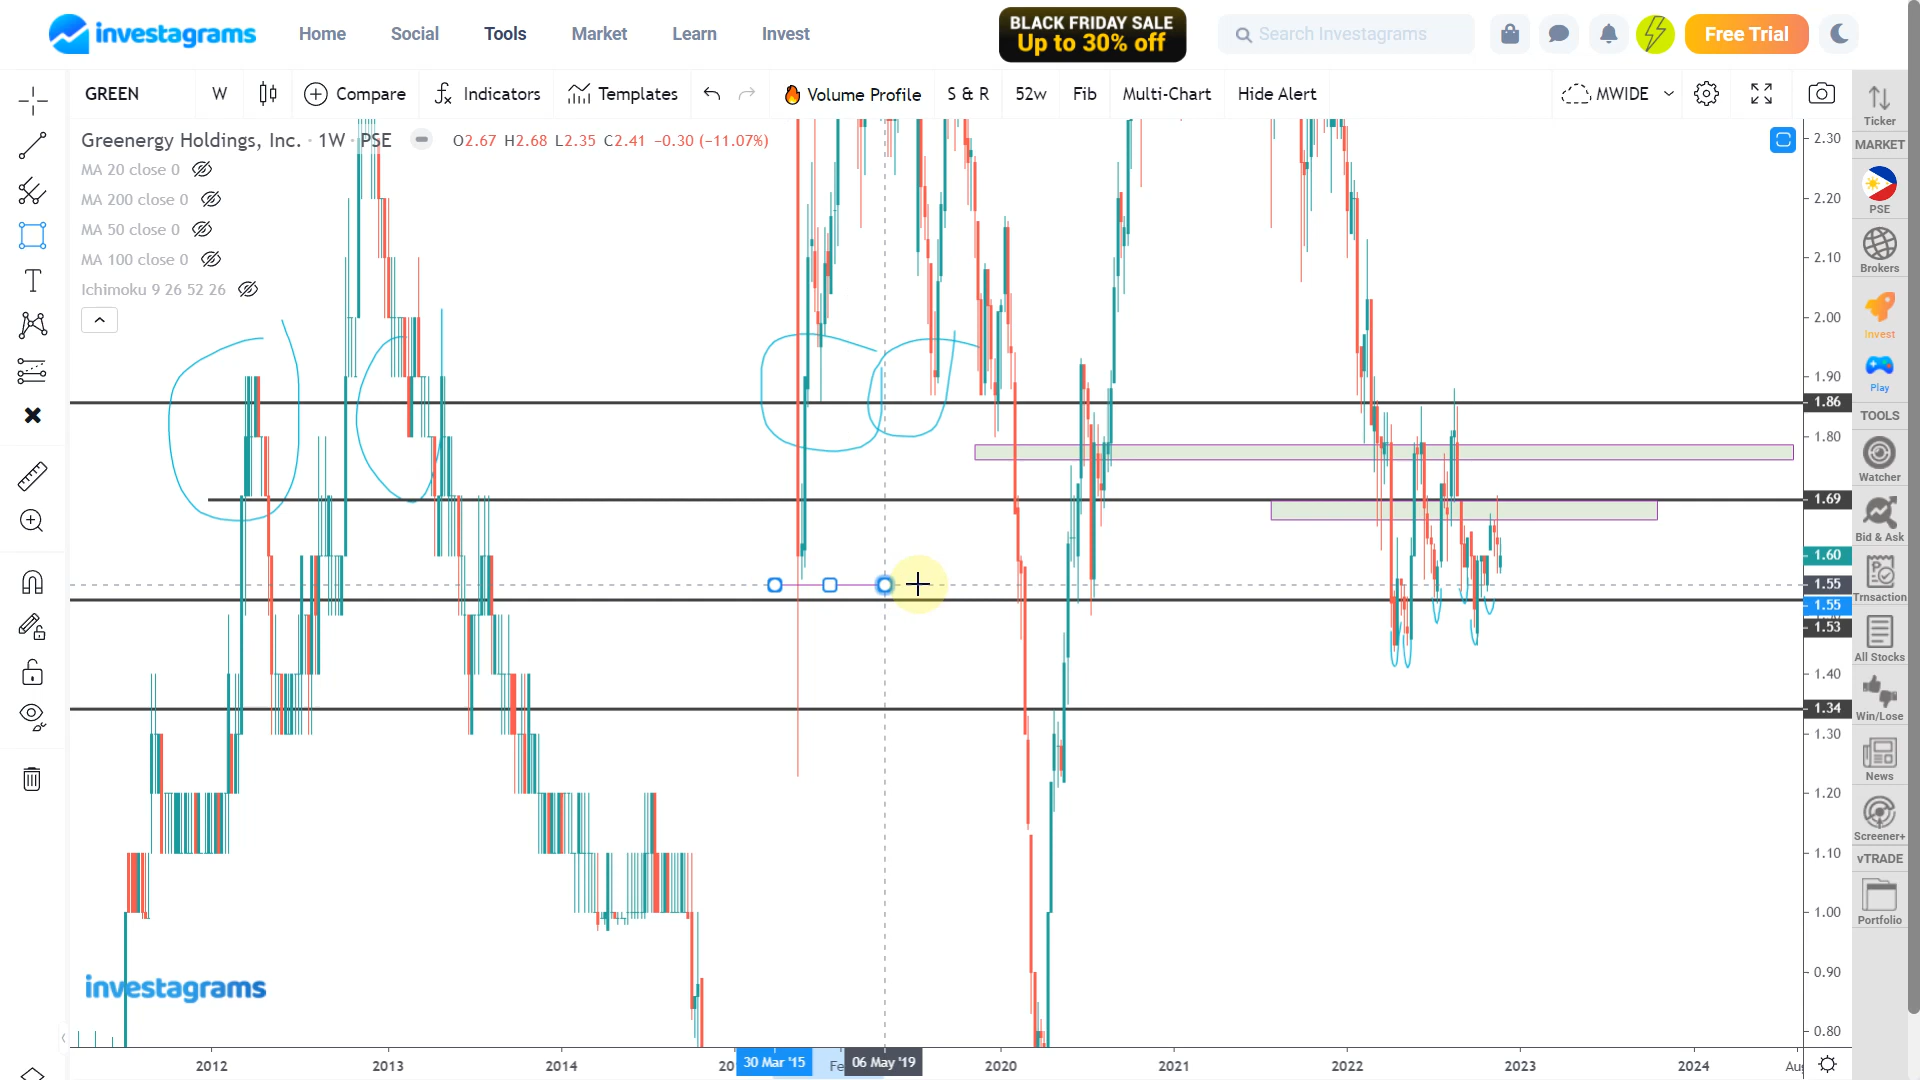 investagrams
Home Social Tools Market Learn Invest
BLACK FRIDAY SALE
Up to 30% off
Search Investagrams
Free Trial
GREEN W Compare Indicators Templates Volume Profile S & R 52w Fib Multi-Chart Hide Alert MWIDE
Greenergy Holdings, Inc. · 1W · PSE O2.67 H2.68 L2.35 C2.41 −0.30 (−11.07%)
MA 20 close 0
MA 200 close 0
MA 50 close 0
MA 100 close 0
Ichimoku 9 26 52 26
2.30
2.20
2.10
2.00
1.90
1.86
1.80
1.69
1.60
1.55
1.55
1.53
1.40
1.34
1.30
1.20
1.10
1.00
0.90
0.80
investagrams
2012 2013 2014 20 30 Mar '15 Fe 06 May '19 2020 2021 2022 2023 2024 Au
Ticker
MARKET
PSE
Brokers
Invest
Play
TOOLS
Watcher
Bid & Ask
Trnsaction
All Stocks
Win/Lose
News
Screener+
vTRADE
Portfolio